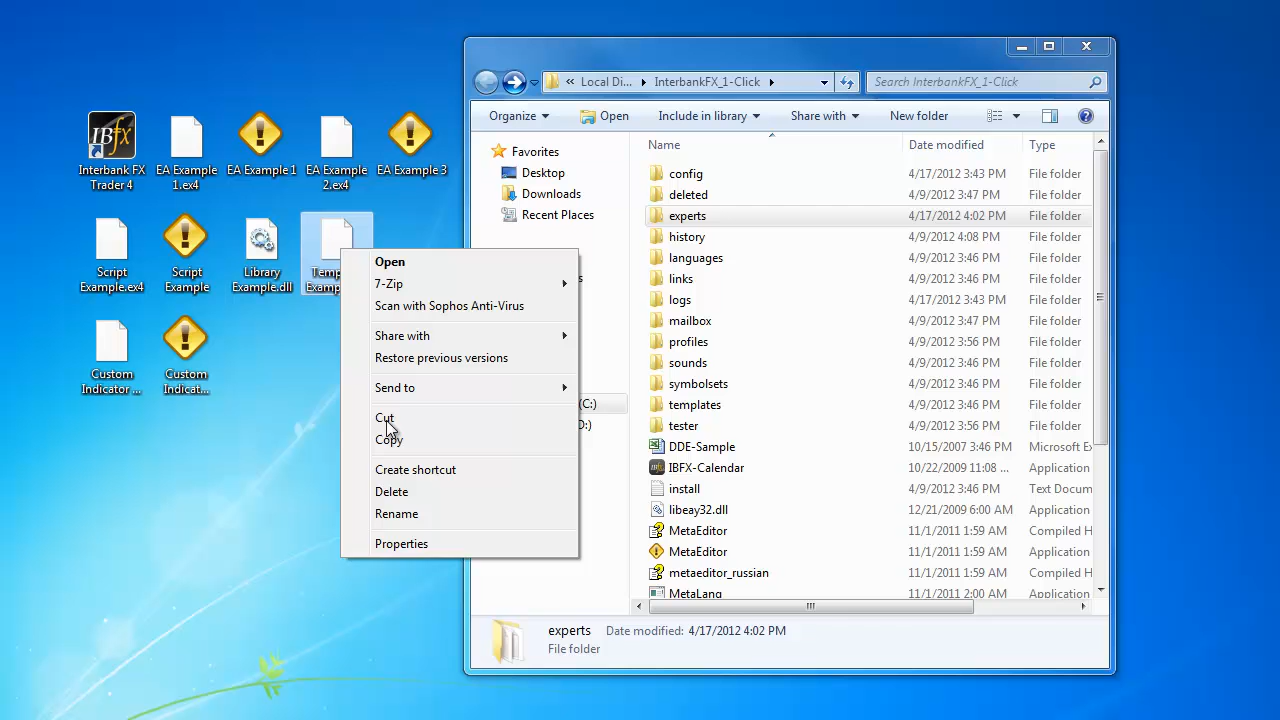 Interbank FX
Trader 4
EA Example
1.ex4
EA Example 1
EA Example
2.ex4
EA Example 3
Script
Example.ex4
Script
Example
Library
Example.dll
Custom
Indicator ...
Custom
Indicat...
Open
7-Zip
Scan with Sophos Anti-Virus
Share with
Restore previous versions
Send to
Cut
Copy
Create shortcut
Delete
Rename
Properties
« Local Di... InterbankFX_1-Click
Search InterbankFX_1-Click
Organize Open Include in library Share with New folder
Favorites
Desktop
Downloads
Recent Places
(C:)
D:)
Name Date modified Type
config 4/17/2012 3:43 PM File folder
deleted 4/9/2012 3:47 PM File folder
experts 4/17/2012 4:02 PM File folder
history 4/9/2012 4:08 PM File folder
languages 4/9/2012 3:46 PM File folder
links 4/9/2012 3:46 PM File folder
logs 4/17/2012 3:43 PM File folder
mailbox 4/9/2012 3:47 PM File folder
profiles 4/9/2012 3:56 PM File folder
sounds 4/9/2012 3:46 PM File folder
symbolsets 4/9/2012 3:46 PM File folder
templates 4/9/2012 3:46 PM File folder
tester 4/9/2012 3:56 PM File folder
DDE-Sample 10/15/2007 3:46 PM Microsoft E
IBFX-Calendar 10/22/2009 11:08 ... Application
install 4/9/2012 3:46 PM Text Docum
libeay32.dll 12/21/2009 6:00 AM Application
MetaEditor 11/1/2011 1:59 AM Compiled H
MetaEditor 11/1/2011 1:59 AM Application
metaeditor_russian 11/1/2011 1:59 AM Compiled H
MetaLang 11/1/2011 2:00 AM Application
experts Date modified: 4/17/2012 4:02 PM
File folder